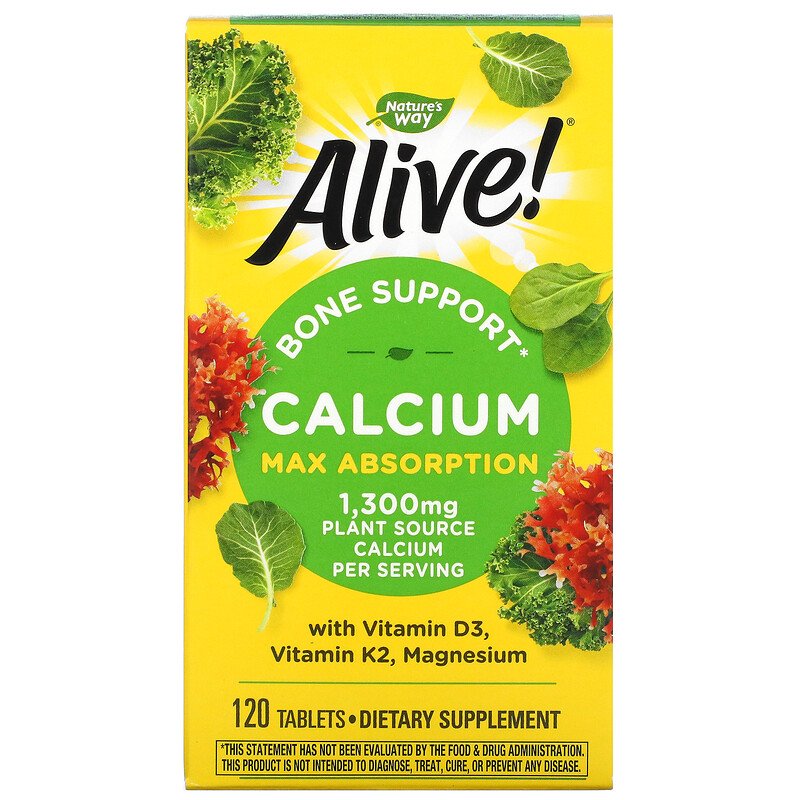 Nature's
Way
Alive!®
BONE SUPPORT*
CALCIUM
MAX ABSORPTION
1,300mg
PLANT SOURCE
CALCIUM
PER SERVING
with Vitamin D3,
Vitamin K2, Magnesium
120 TABLETS • DIETARY SUPPLEMENT
*THIS STATEMENT HAS NOT BEEN EVALUATED BY THE FOOD & DRUG ADMINISTRATION.
THIS PRODUCT IS NOT INTENDED TO DIAGNOSE, TREAT, CURE, OR PREVENT ANY DISEASE.